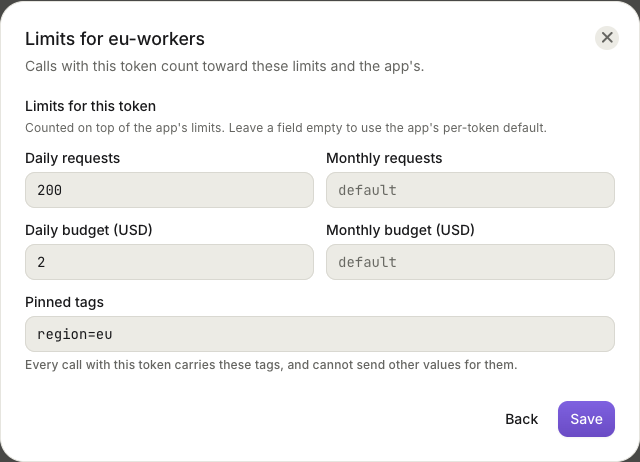 Limits for eu-workers
Calls with this token count toward these limits and the app's.
Limits for this token
Counted on top of the app's limits. Leave a field empty to use the app's per-token default.
Daily requests
Monthly requests
200
default
Daily budget (USD)
Monthly budget (USD)
2
default
Pinned tags
region=eu
Every call with this token carries these tags, and cannot send other values for them.
Back
Save